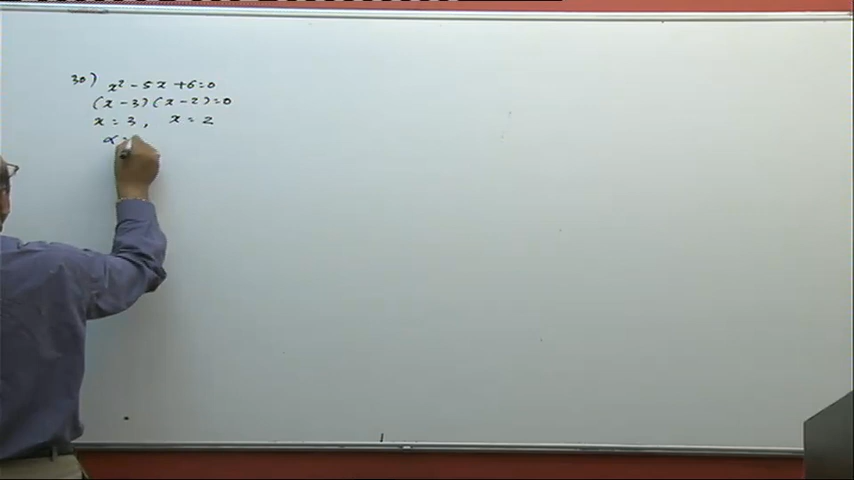 30) x² - 5x + 6 = 0
(x - 3)(x - 2) = 0
x = 3, x = 2
α =